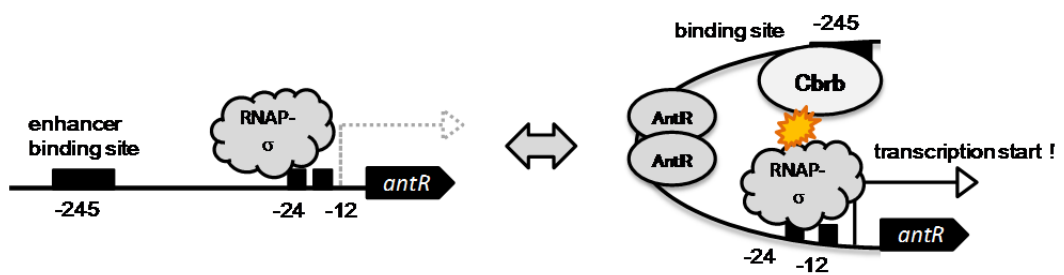 enhancer
binding site
-245
RNAP-
σ
-24
-12
antR
binding site
-245
Cbrb
AntR
AntR
RNAP-
σ
transcription start !
-24
-12
antR